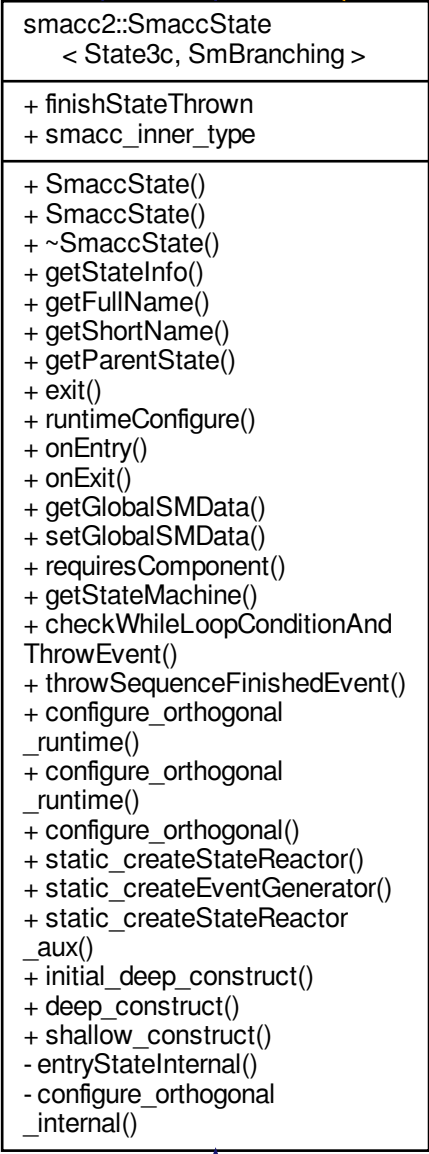 smacc2::SmaccState
< State3c, SmBranching >
+ finishStateThrown
+ smacc_inner_type
+ SmaccState()
+ SmaccState()
+ ~SmaccState()
+ getStateInfo()
+ getFullName()
+ getShortName()
+ getParentState()
+ exit()
+ runtimeConfigure()
+ onEntry()
+ onExit()
+ getGlobalSMData()
+ setGlobalSMData()
+ requiresComponent()
+ getStateMachine()
+ checkWhileLoopConditionAnd
ThrowEvent()
+ throwSequenceFinishedEvent()
+ configure_orthogonal
_runtime()
+ configure_orthogonal
_runtime()
+ configure_orthogonal()
+ static_createStateReactor()
+ static_createEventGenerator()
+ static_createStateReactor
_aux()
+ initial_deep_construct()
+ deep_construct()
+ shallow_construct()
- entryStateInternal()
- configure_orthogonal
_internal()